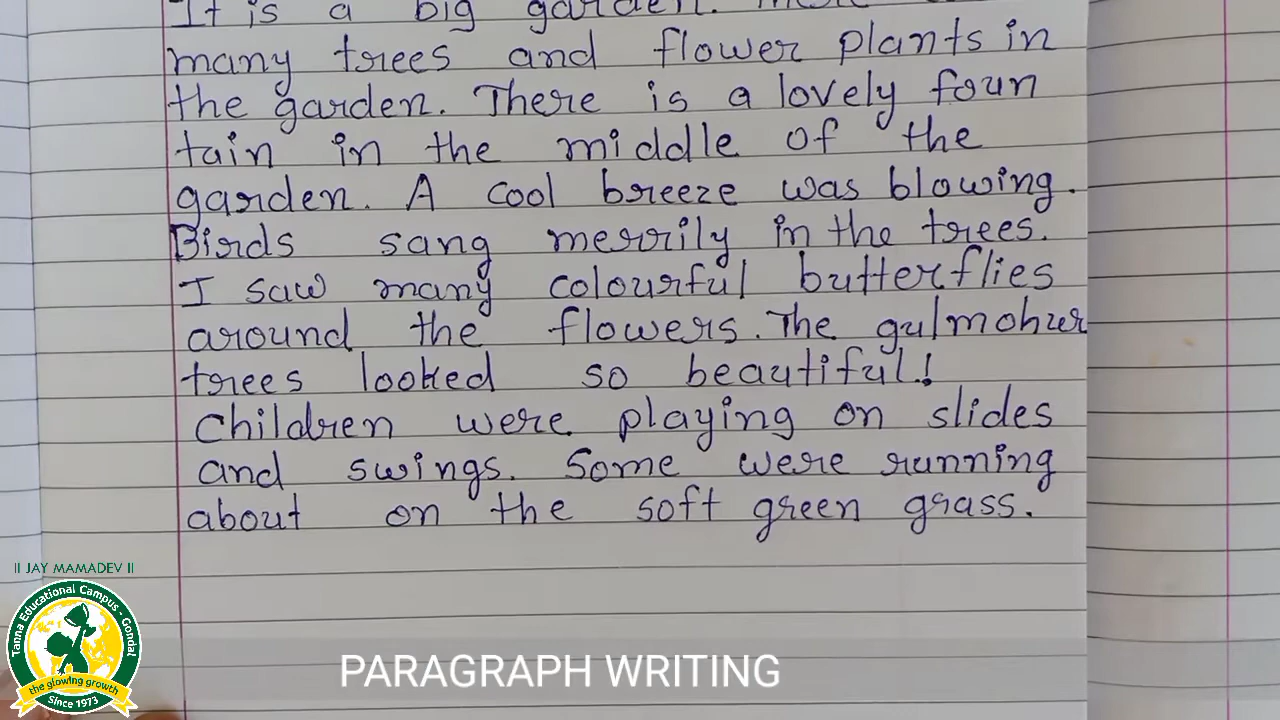 It is a big garden.
many trees and flower plants in
the garden. There is a lovely foun
tain in the middle of the
garden. A cool breeze was blowing.
Birds sang merrily in the trees.
I saw many colourful butterflies
around the flowers. The gulmohur
trees looked so beautiful!
Children were playing on slides
and swings. Some were running
about on the soft green grass.
॥ JAY MAMADEV ॥
Tanna Educational Campus - Gondal
the glowing growth
Since 1973
PARAGRAPH WRITING